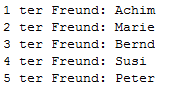 1 ter Freund: Achim
2 ter Freund: Marie
3 ter Freund: Bernd
4 ter Freund: Susi
5 ter Freund: Peter